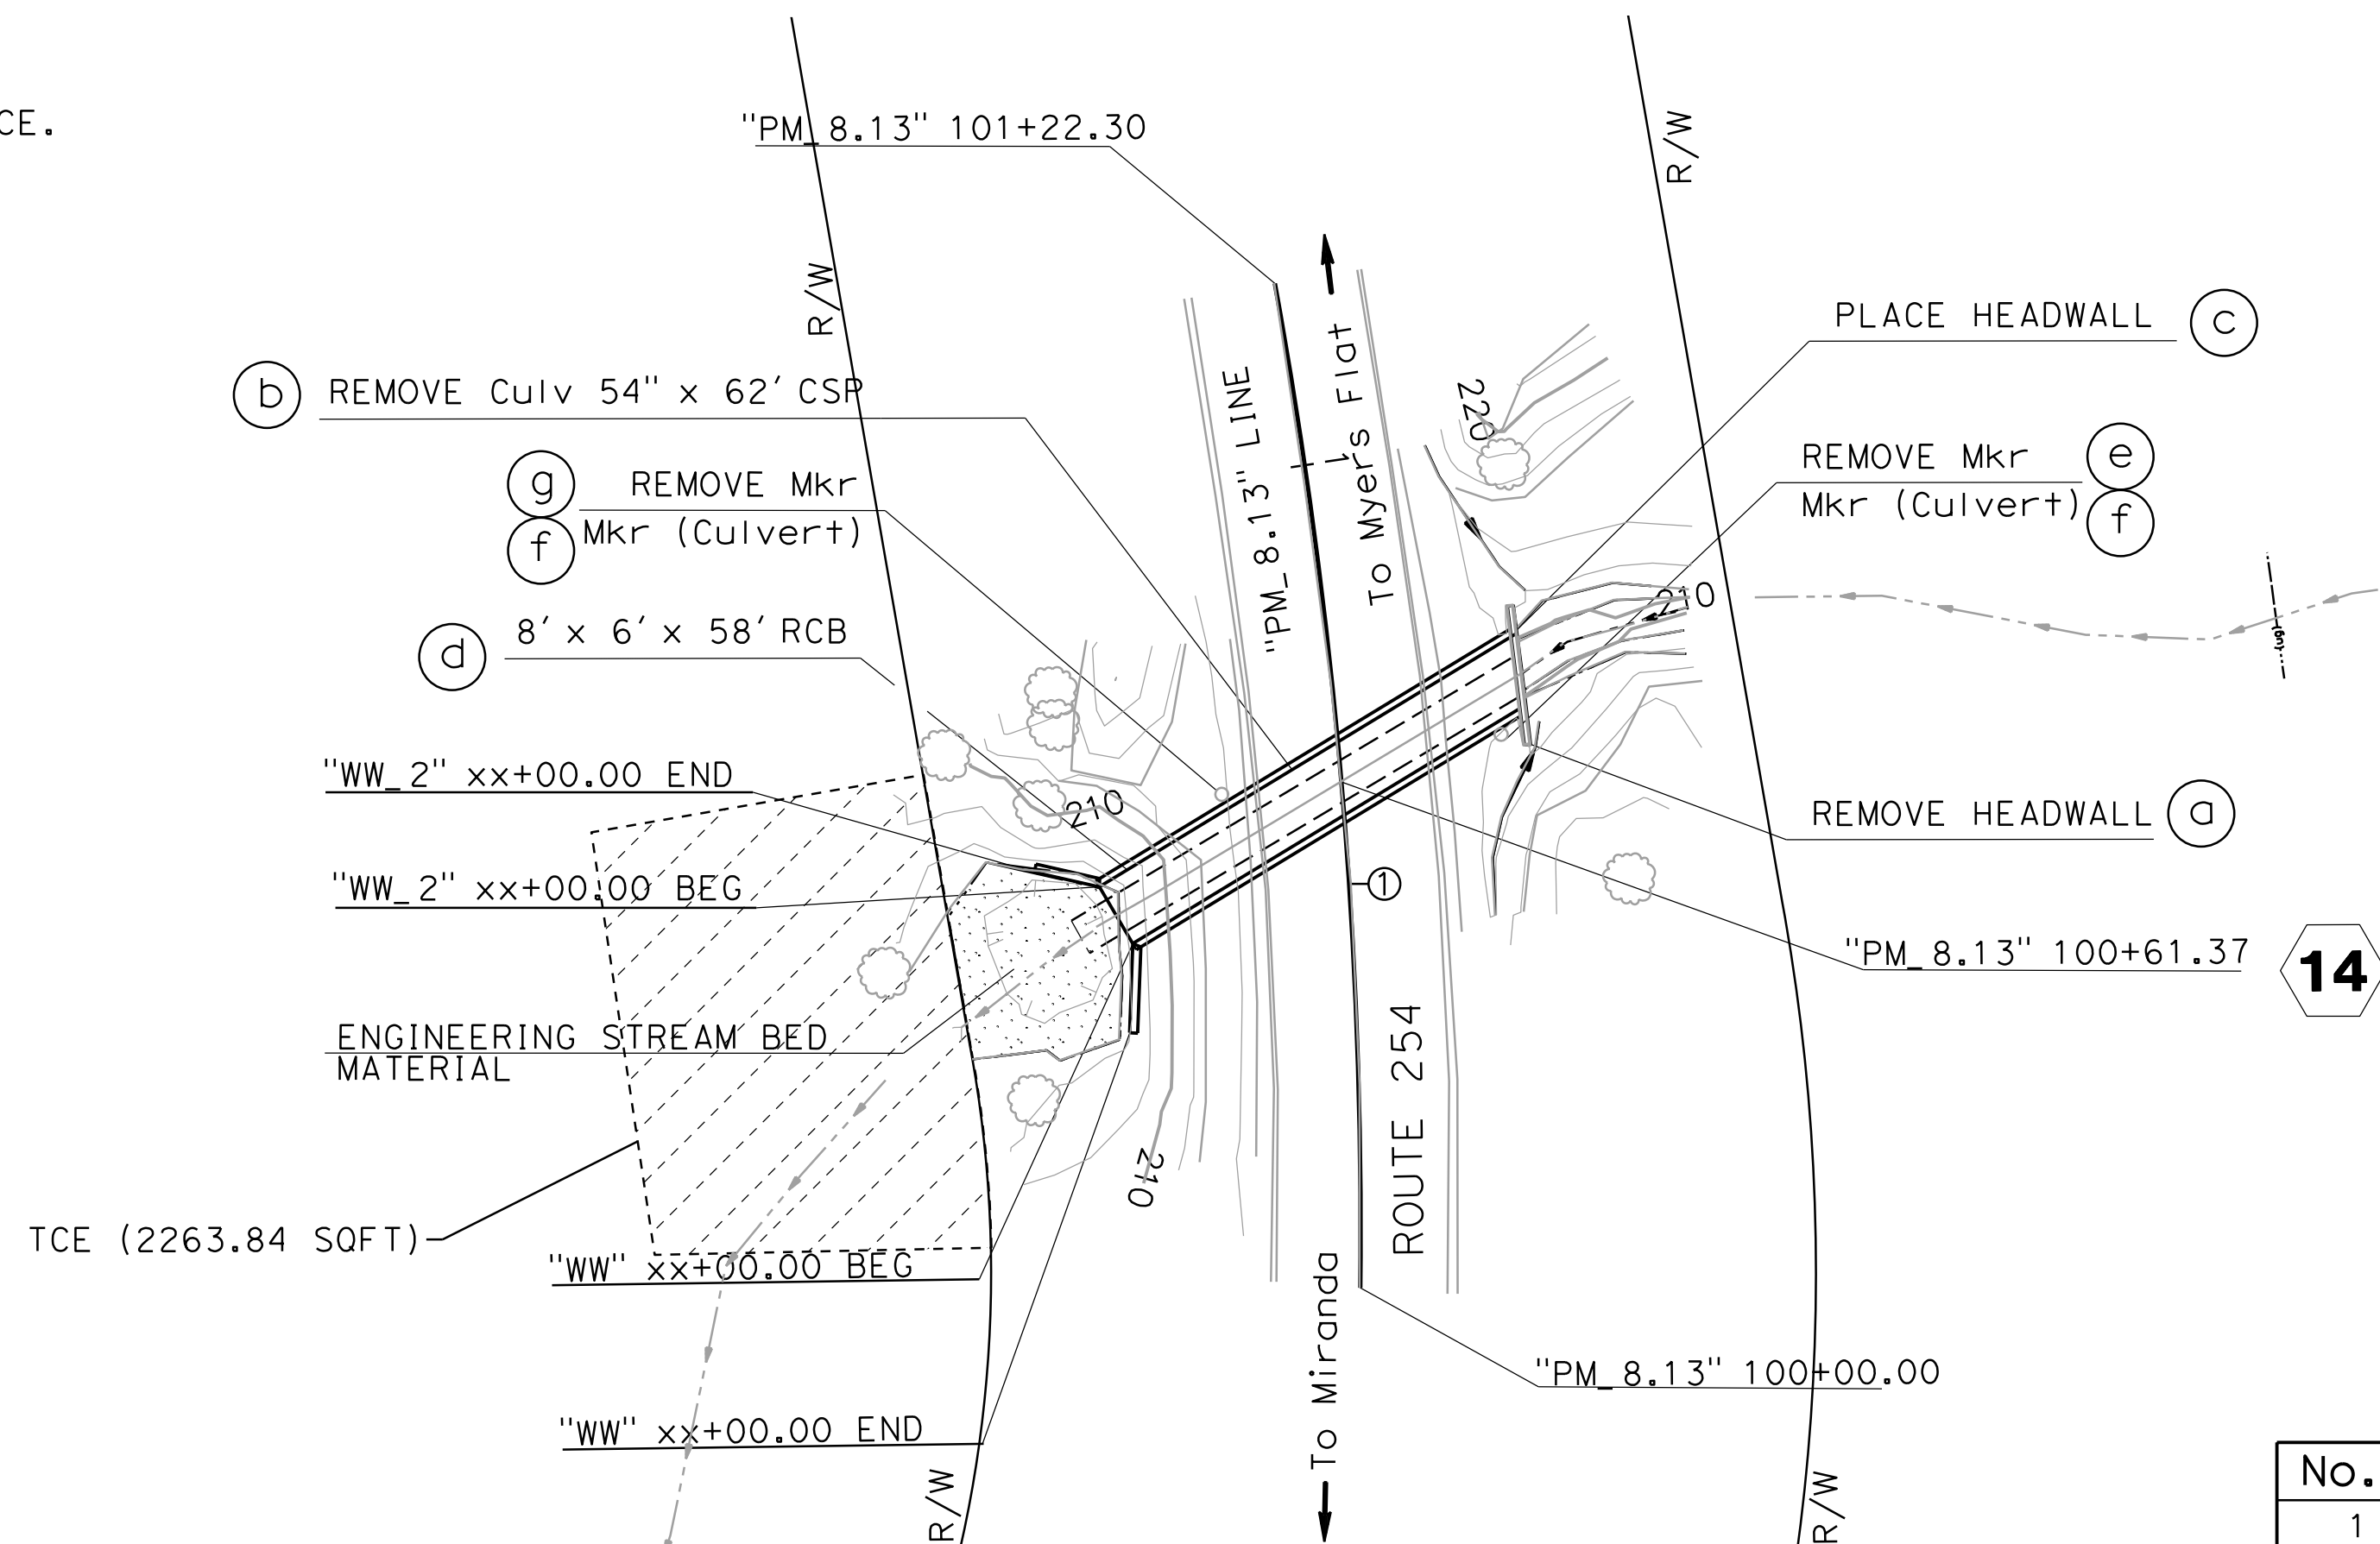 CE.
"PM_8.13" 101+22.30
R/W
R/W
PLACE HEADWALL c
b REMOVE Culv 54" x 62' CSP
g REMOVE Mkr
f Mkr (Culvert)
REMOVE Mkr e
Mkr (Culvert) f
"PM_8.13" LINE
To Myers Flat
220
210
d 8' x 6' x 58' RCB
"WW_2" xx+00.00 END
210
REMOVE HEADWALL a
"WW_2" xx+00.00 BEG
1
"PM_8.13" 100+61.37
14
ENGINEERING STREAM BED
MATERIAL
ROUTE 254
210
TCE (2263.84 SQFT)
"WW" xx+00.00 BEG
To Miranda
"PM_8.13" 100+00.00
"WW" xx+00.00 END
R/W
R/W
No.
1